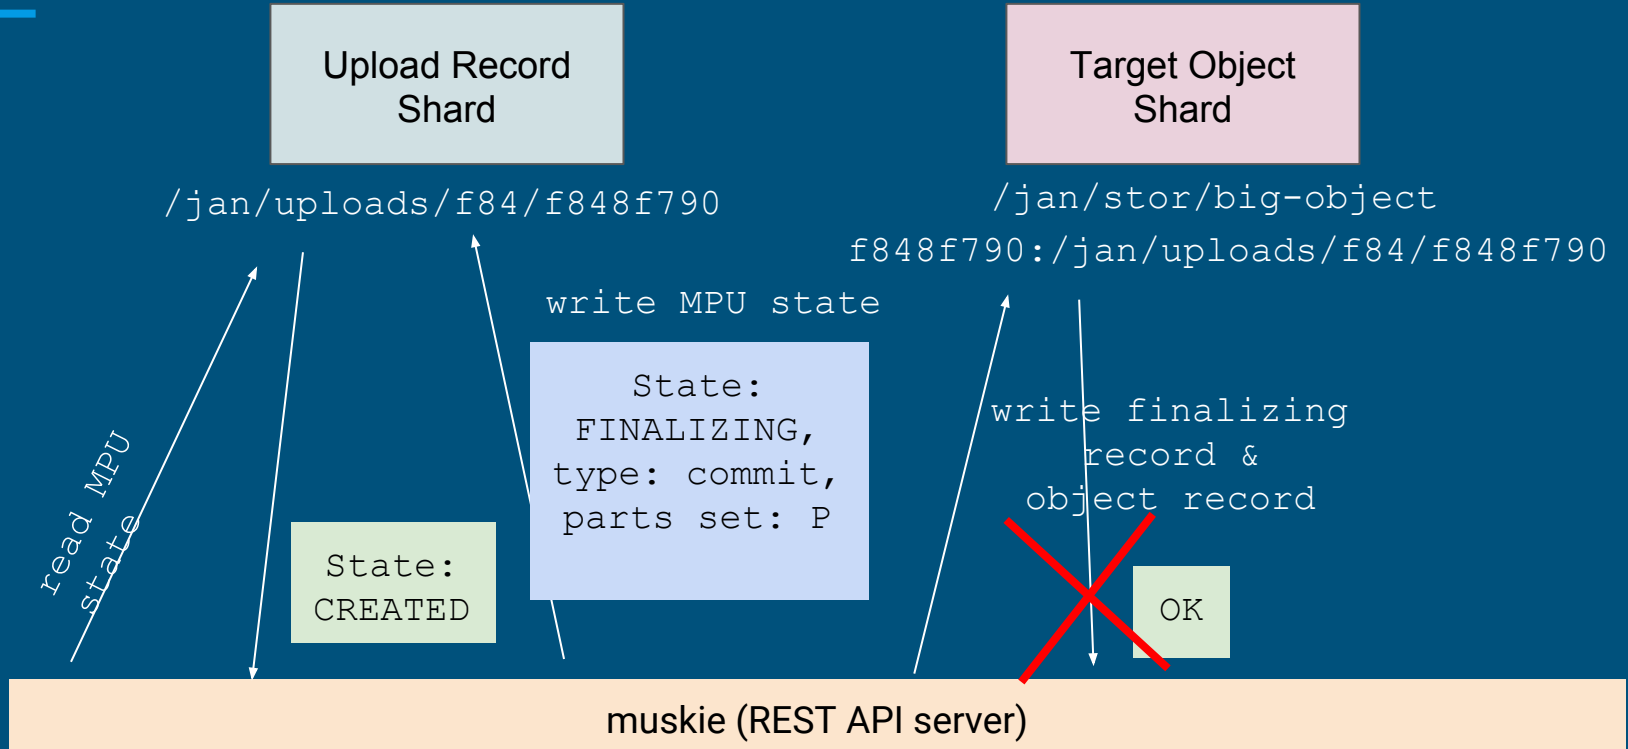 Upload Record
Shard
Target Object
Shard
/jan/uploads/f84/f848f790
/jan/stor/big-object
f848f790:/jan/uploads/f84/f848f790
read MPU
state
State:
CREATED
write MPU state
State:
FINALIZING,
type: commit,
parts set: P
write finalizing
record &
object record
OK
muskie (REST API server)